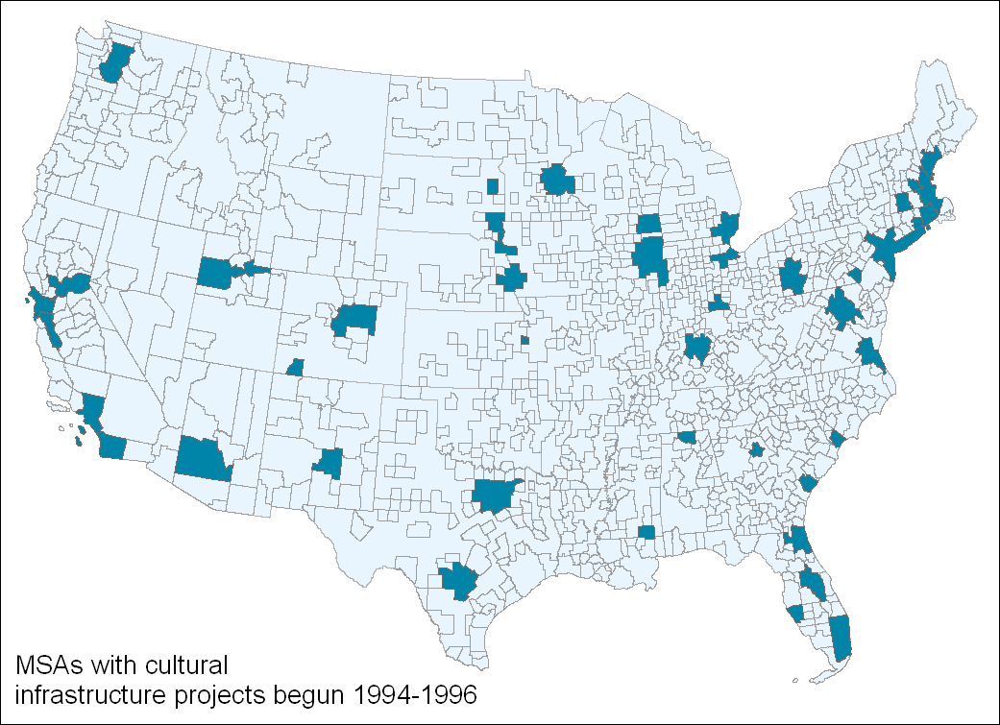 MSAs with cultural
infrastructure projects begun 1994-1996